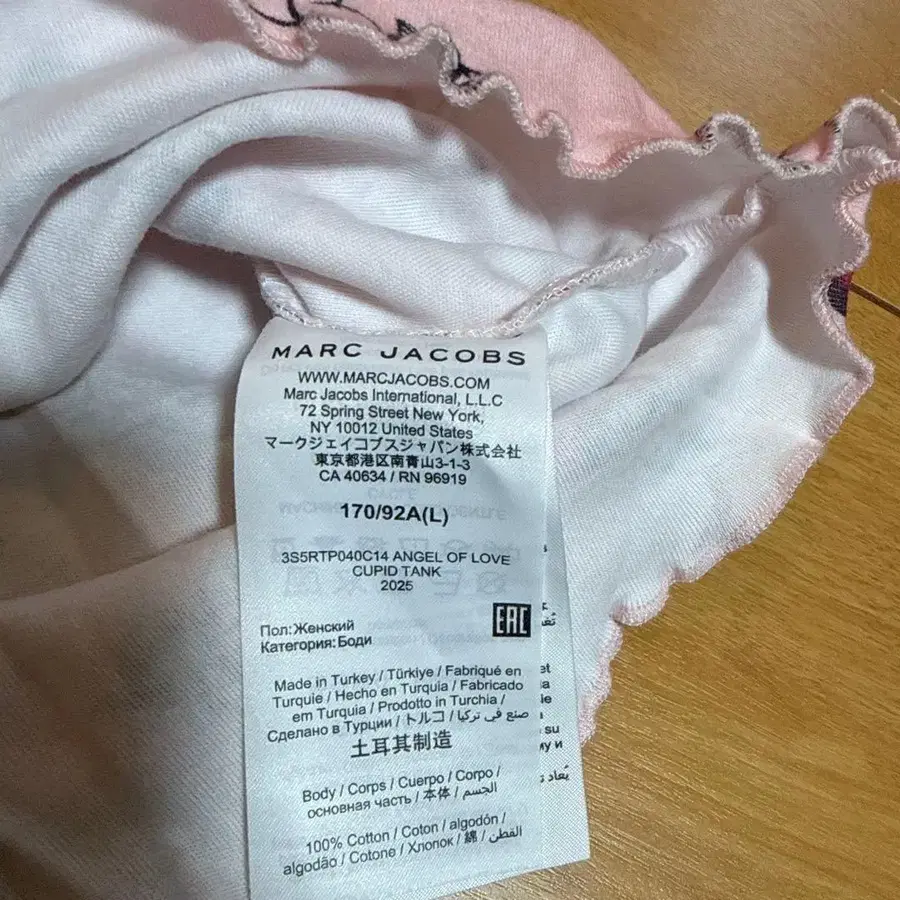 MARC JACOBS
WWW.MARCJACOBS.COM
Marc Jacobs International, L.L.C
72 Spring Street New York,
NY 10012 United States
マークジェイコブスジャパン株式会社
東京都港区南青山3-1-3
CA 40634 / RN 96919
170/92A(L)
3S5RTP040C14 ANGEL OF LOVE
CUPID TANK
2025
EAC
Пол:Женский
Категория:Боди
Made in Turkey / Türkiye / Fabriqué en
Turquie / Hecho en Turquia / Fabricado
em Turquia / Prodotto in Turchia /
Сделано в Турции / トルコ / صنع في تركيا /
土耳其制造
Body / Corps / Cuerpo / Corpo /
основная часть / 本体 / الجسم /
100% Cotton / Coton / algodón /
algodão / Cotone / Хлопок / 綿 / القطن /